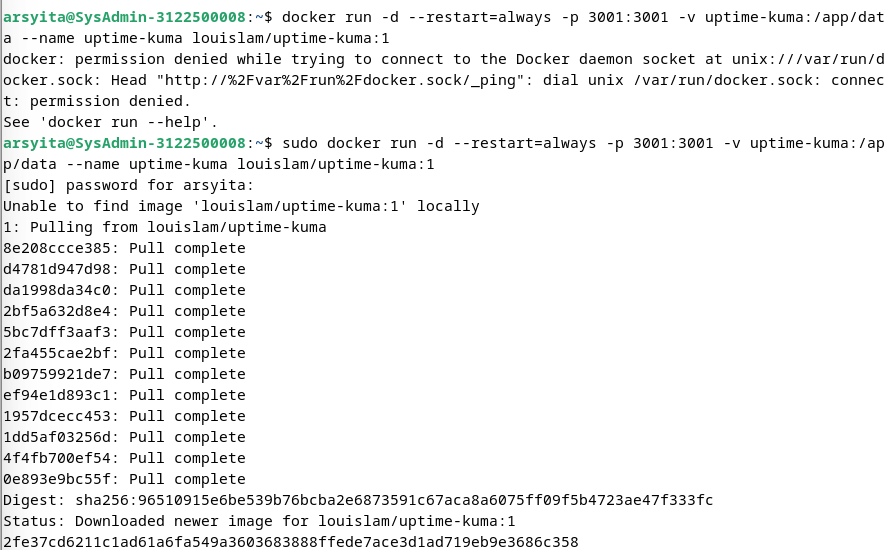 arsyita@SysAdmin-3122500008:~$ docker run -d --restart=always -p 3001:3001 -v uptime-kuma:/app/dat
a --name uptime-kuma louislam/uptime-kuma:1
docker: permission denied while trying to connect to the Docker daemon socket at unix:///var/run/d
ocker.sock: Head "http://%2Fvar%2Frun%2Fdocker.sock/_ping": dial unix /var/run/docker.sock: connec
t: permission denied.
See 'docker run --help'.
arsyita@SysAdmin-3122500008:~$ sudo docker run -d --restart=always -p 3001:3001 -v uptime-kuma:/ap
p/data --name uptime-kuma louislam/uptime-kuma:1
[sudo] password for arsyita:
Unable to find image 'louislam/uptime-kuma:1' locally
1: Pulling from louislam/uptime-kuma
8e208ccce385: Pull complete
d4781d947d98: Pull complete
da1998da34c0: Pull complete
2bf5a632d8e4: Pull complete
5bc7dff3aaf3: Pull complete
2fa455cae2bf: Pull complete
b09759921de7: Pull complete
ef94e1d893c1: Pull complete
1957dcecc453: Pull complete
1dd5af03256d: Pull complete
4f4fb700ef54: Pull complete
0e893e9bc55f: Pull complete
Digest: sha256:96510915e6be539b76bcba2e6873591c67aca8a6075ff09f5b4723ae47f333fc
Status: Downloaded newer image for louislam/uptime-kuma:1
2fe37cd6211c1ad61a6fa549a3603683888ffede7ace3d1ad719eb9e3686c358